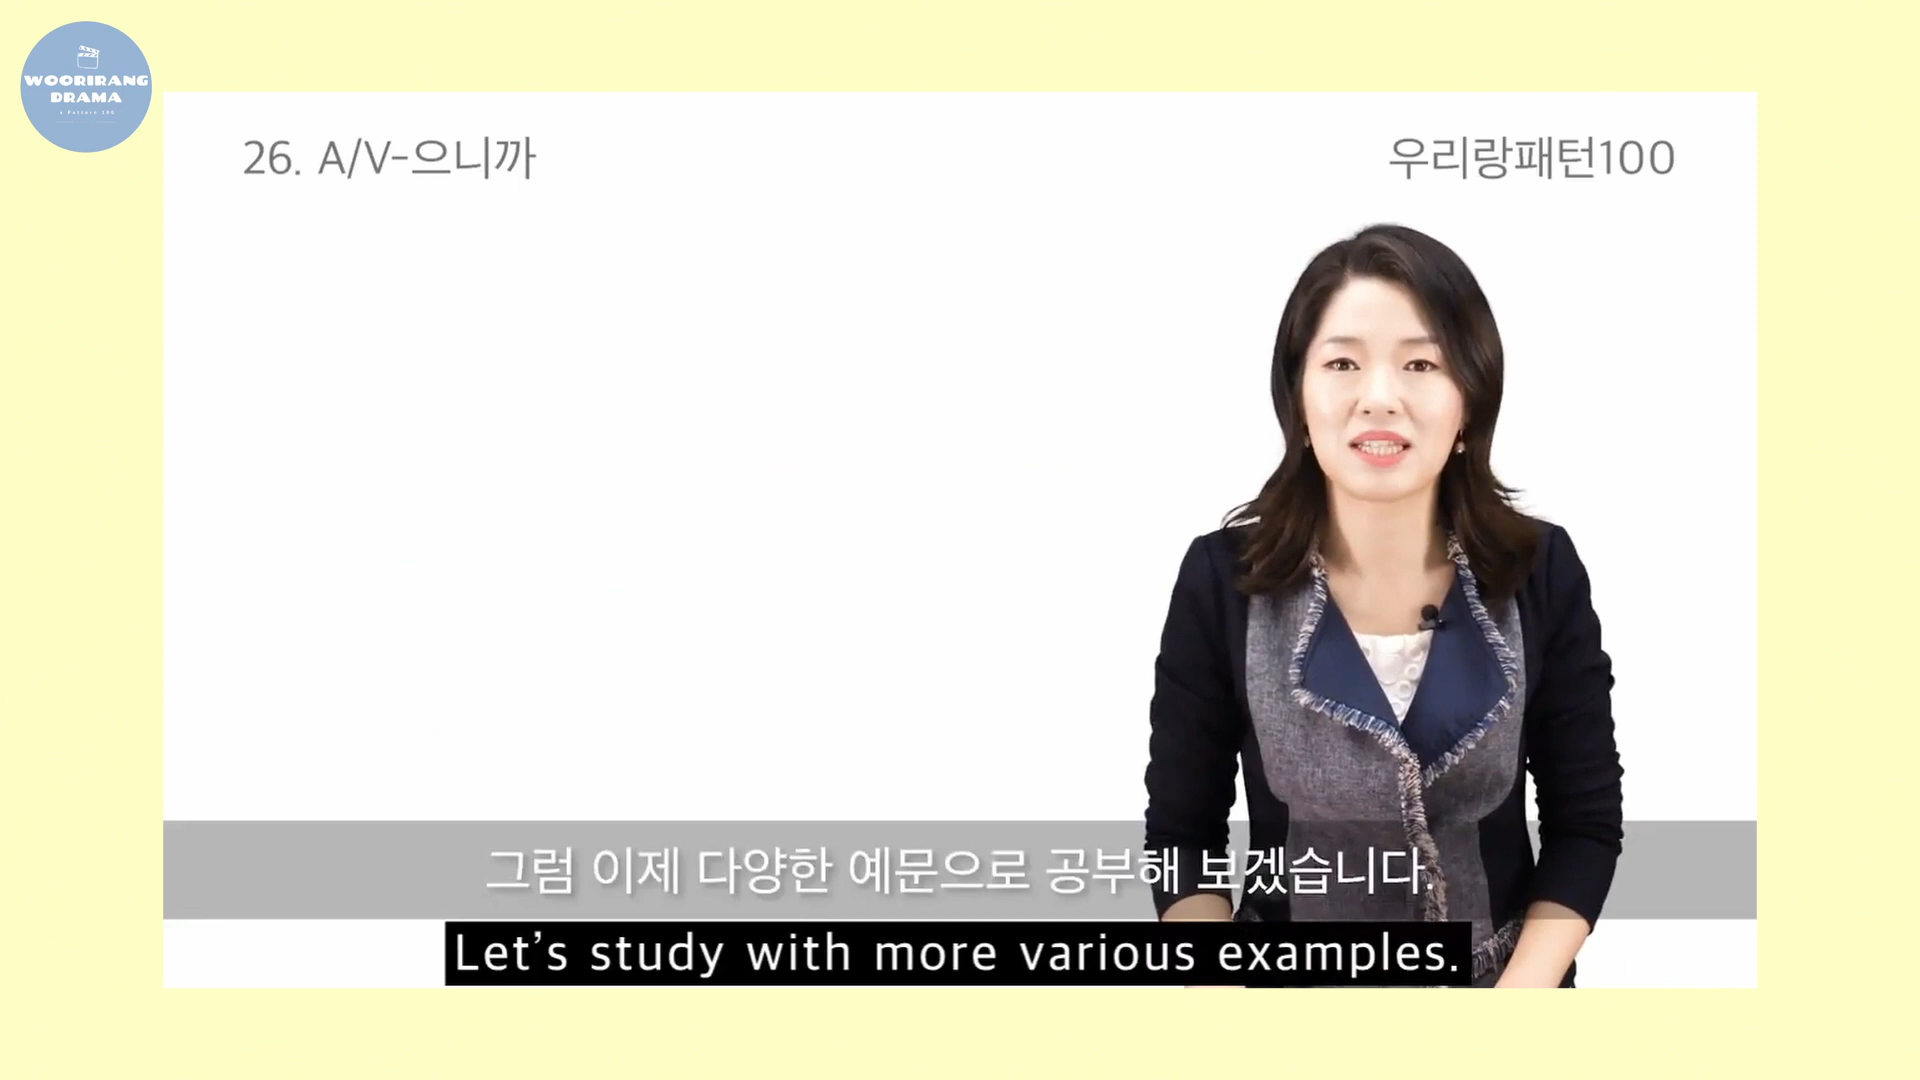 WOORIRANG
DRAMA
26. A/V-으니까
우리랑패턴100
그럼 이제 다양한 예문으로 공부해 보겠습니다.
Let’s study with more various examples.